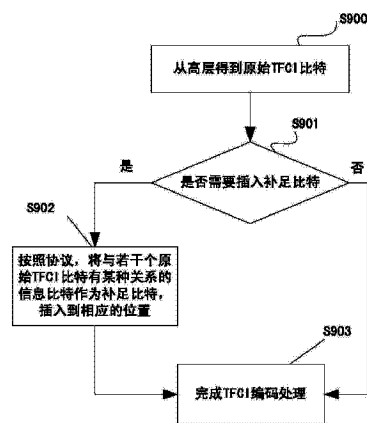 S900
从高层得到原始TFCI比特
S901
是否需要插入补足比特
是
否
S902
按照协议，将与若干个原
始TFCI比特有某种关系的
信息比特作为补足比特，
插入到相应的位置
S903
完成TFCI编码处理